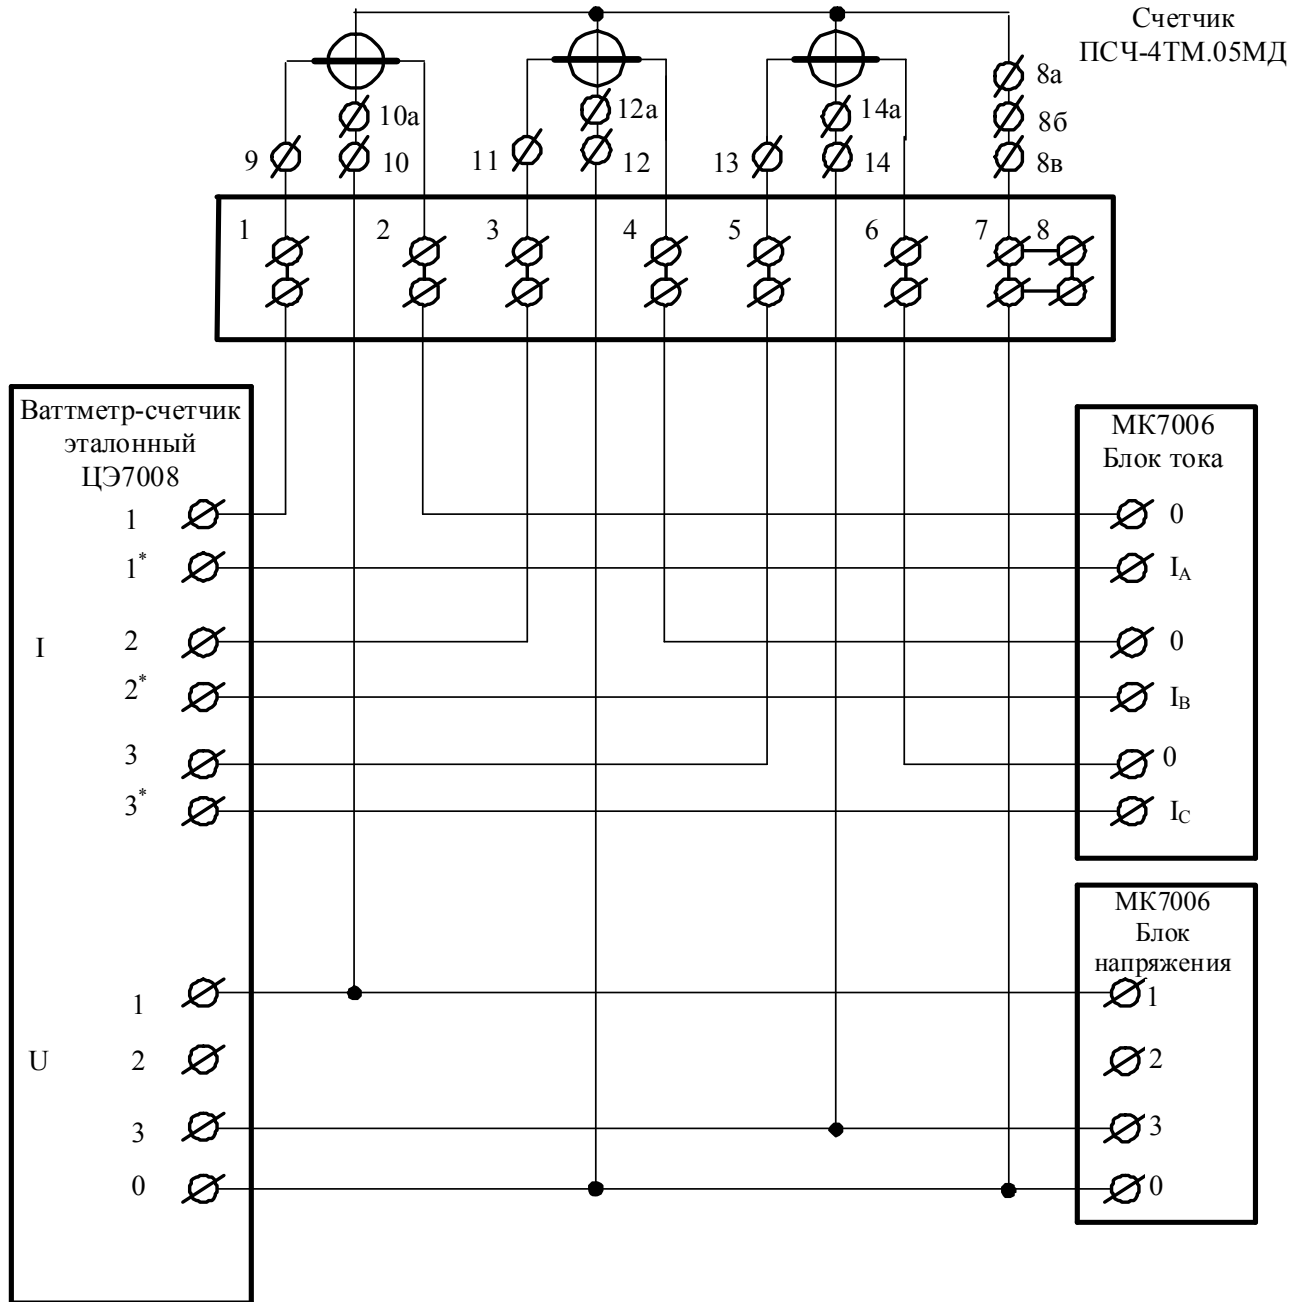 Счетчик
ПСЧ-4ТМ.05МД
8а
10а
12а
14а
8б
9
10
11
12
13
14
8в
1
2
3
4
5
6
7
8
Ваттметр-счетчик
эталонный
ЦЭ7008
1
1*
I
2
2*
3
3*
1
U
2
3
0
МК7006
Блок тока
0
IA
0
IB
0
IC
МК7006
Блок
напряжения
1
2
3
0